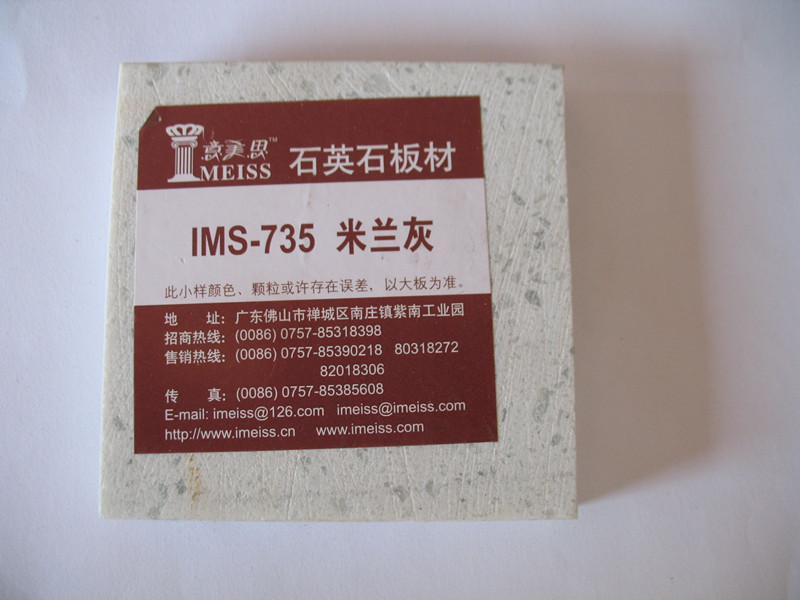 意美思™
IMEISS
石英石板材
IMS-735 米兰灰
此小样颜色、颗粒或许存在误差，以大板为准。
地 址：广东佛山市禅城区南庄镇紫南工业园
招商热线：(0086) 0757-85318398
售销热线：(0086) 0757-85390218 80318272
82018306
传 真：(0086) 0757-85385608
E-mail: imeiss@126.com imeiss@imeiss.com
http://www.imeiss.cn www.imeiss.com